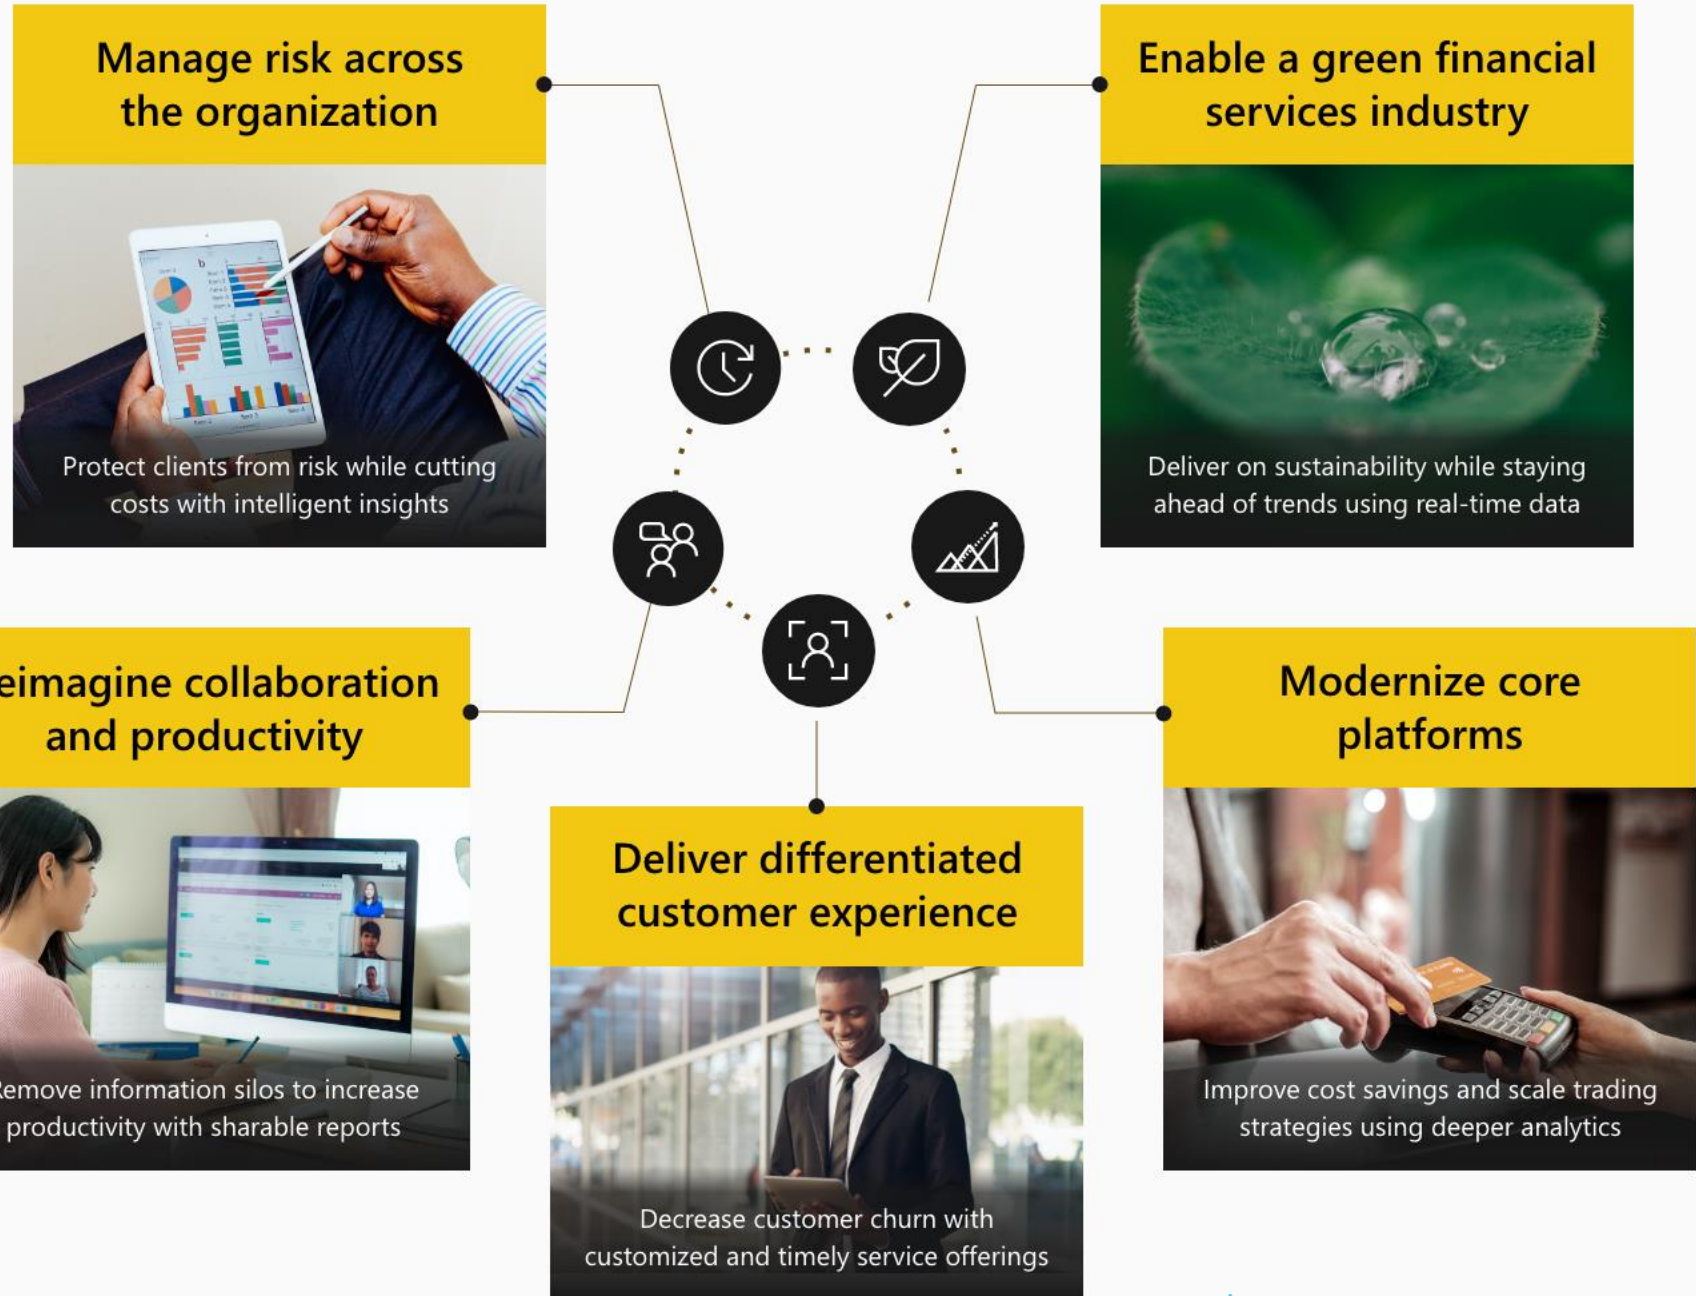 Manage risk across
the organization
Protect clients from risk while cutting
costs with intelligent insights
Enable a green financial
services industry
Deliver on sustainability while staying
ahead of trends using real-time data
eimagine collaboration
and productivity
Remove information silos to increase
productivity with sharable reports
Deliver differentiated
customer experience
Decrease customer churn with
customized and timely service offerings
Modernize core
platforms
Improve cost savings and scale trading
strategies using deeper analytics